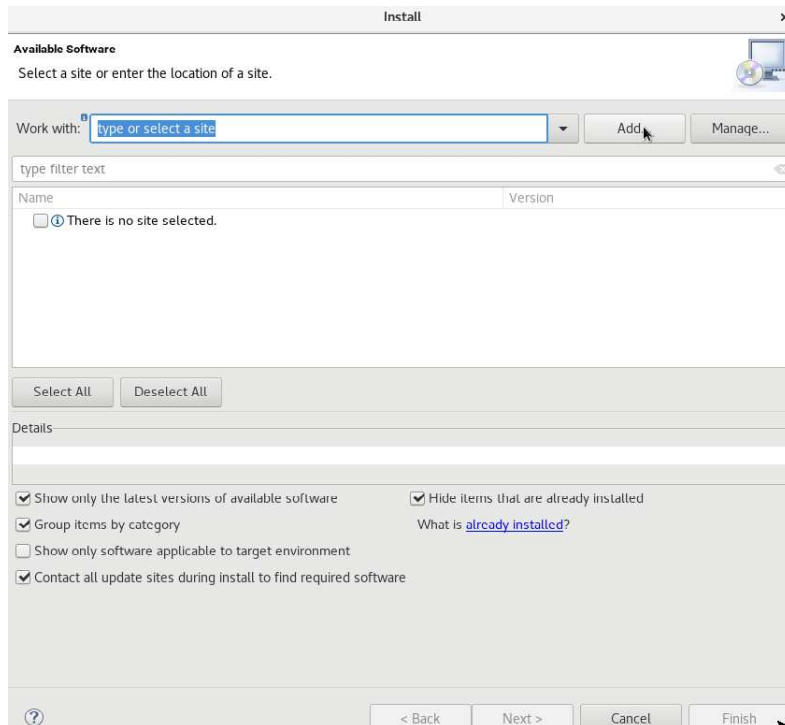 Install
Available Software
Select a site or enter the location of a site.
Work with: type or select a site Add Manage...
type filter text
Name Version
There is no site selected.
Select All Deselect All
Details
Show only the latest versions of available software Hide items that are already installed
Group items by category What is already installed?
Show only software applicable to target environment
Contact all update sites during install to find required software
? < Back Next > Cancel Finish